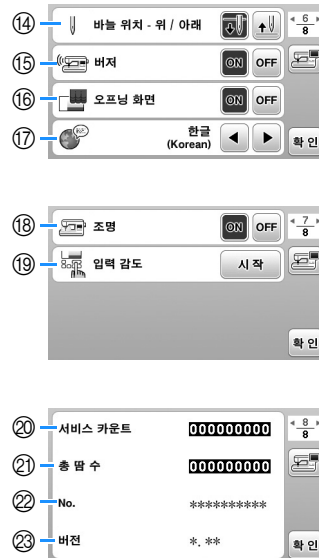 ⑭ 바늘 위치 - 위 / 아래 6
8
⑮ 버저 ON OFF
⑯ 오프닝 화면 ON OFF
⑰ 한글
(Korean) 확 인
⑱ 조명 ON OFF 7
8
⑲ 입력 감도 시 작
확 인
⑳ 서비스 카운트 000000000 8
8
㉑ 총 땀 수 000000000
㉒ No. **********
㉓ 버전 *. ** 확 인